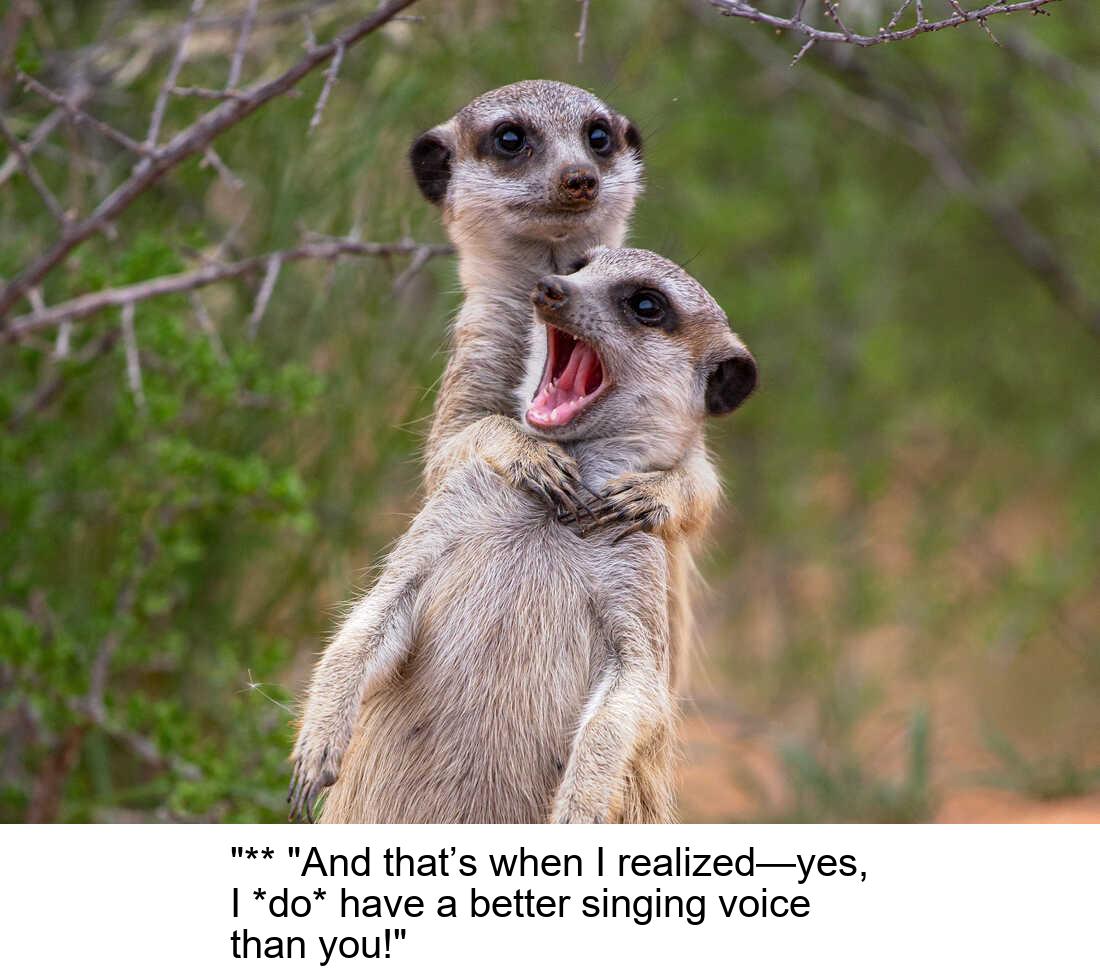 "** "And that’s when I realized—yes,
I *do* have a better singing voice
than you!"